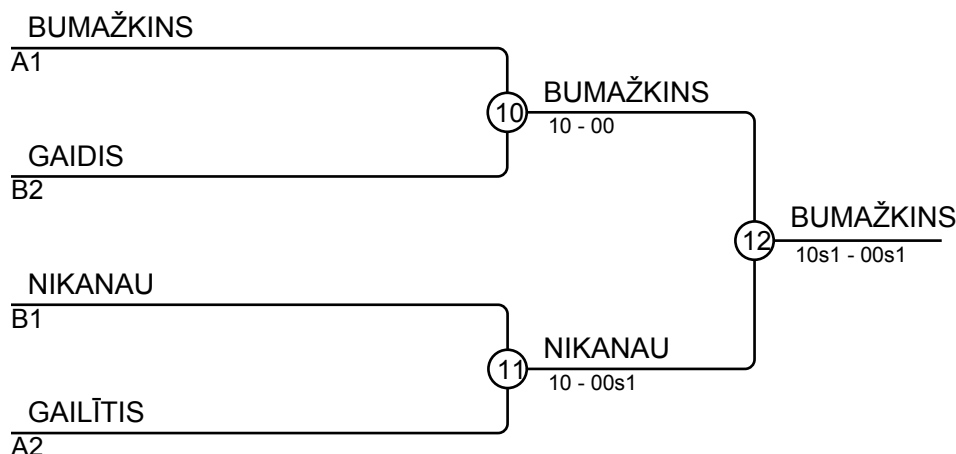 BUMAŽKINS
A1
10
BUMAŽKINS
10 - 00
GAIDIS
B2
12
BUMAŽKINS
10s1 - 00s1
NIKANAU
B1
11
NIKANAU
10 - 00s1
GAILĪTIS
A2